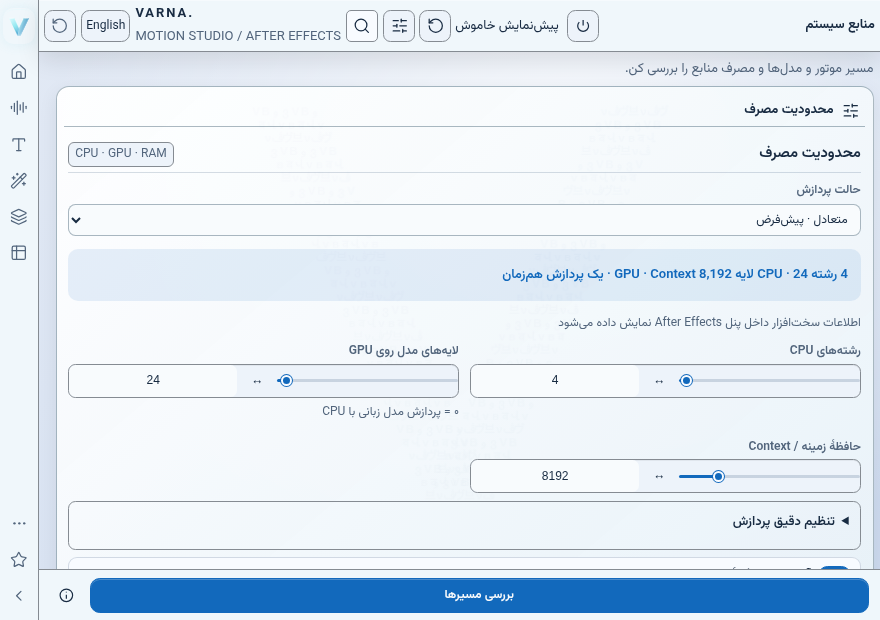 منابع سیستم
پیش‌نمایش خاموش
VARNA.
MOTION STUDIO / AFTER EFFECTS
English
مسیر موتور و مدل‌ها و مصرف منابع را بررسی کن.
محدودیت مصرف
محدودیت مصرف
CPU · GPU · RAM
حالت پردازش
متعادل · پیش‌فرض
4 رشته CPU · 24 لایه GPU · Context 8,192 · یک پردازش هم‌زمان
اطلاعات سخت‌افزار داخل پنل After Effects نمایش داده می‌شود
رشته‌های CPU
4
لایه‌های مدل روی GPU
24
۰ = پردازش مدل زبانی با CPU
حافظهٔ زمینه / Context
8192
تنظیم دقیق پردازش
بررسی مسیرها